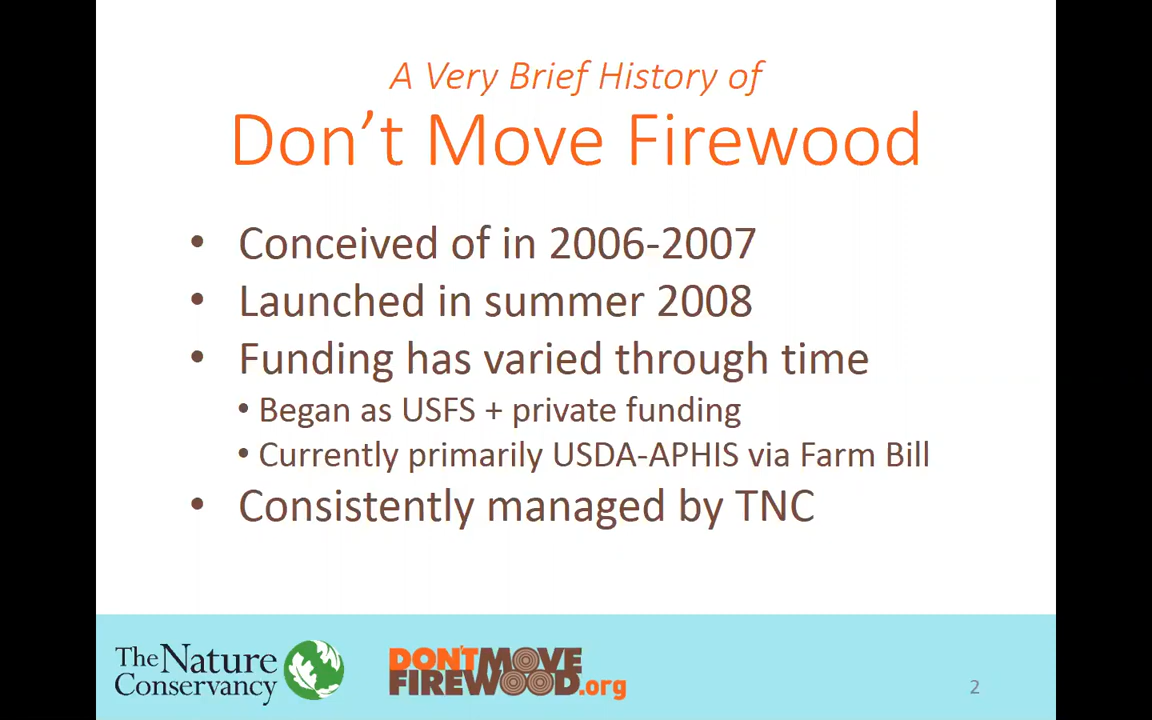 A Very Brief History of
Don’t Move Firewood
• Conceived of in 2006-2007
• Launched in summer 2008
• Funding has varied through time
• Began as USFS + private funding
• Currently primarily USDA-APHIS via Farm Bill
• Consistently managed by TNC
The Nature
Conservancy
DON'T MOVE
FIREWOOD.org
2